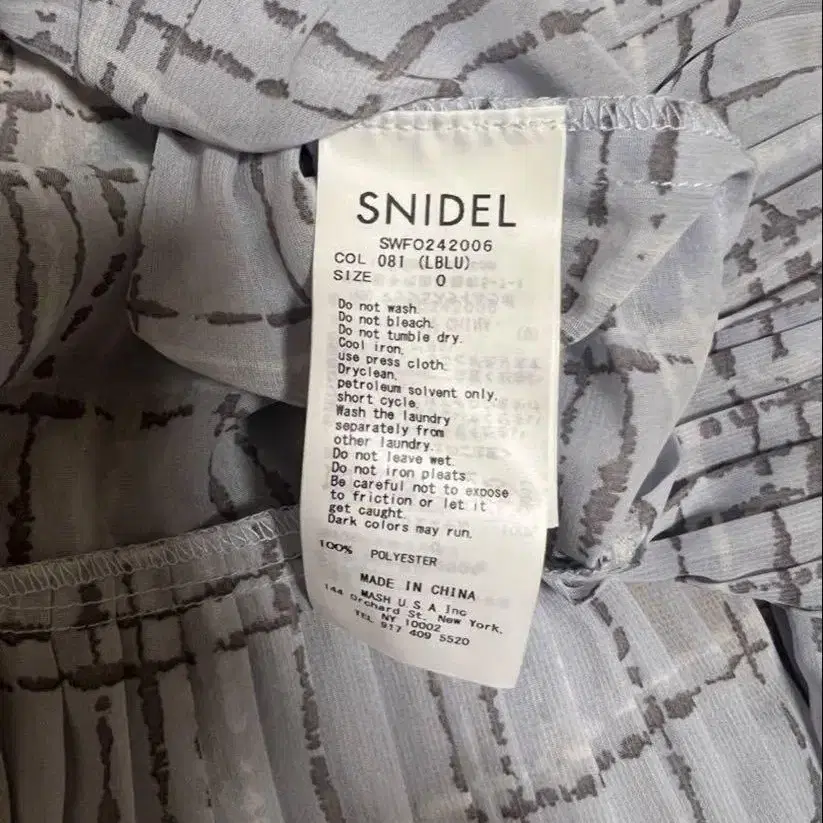 SNIDEL
SWFO242006
COL 081 (LBLU)
SIZE 0
Do not wash.
Do not bleach.
Do not tumble dry.
Cool iron.
use press cloth.
Dryclean,
petroleum solvent only,
short cycle.
Wash the laundry
separately from
other laundry.
Do not leave wet.
Do not iron pleats.
Be careful not to expose
to friction or let it
get caught.
Dark colors may run.
100% POLYESTER
MADE IN CHINA
MASH U.S.A. Inc
144 Orchard St. New York,
NY 10002
TEL 917 409 5520